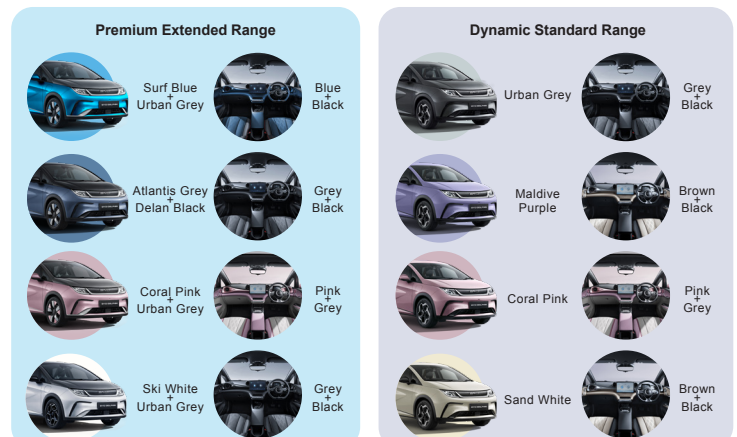 Premium Extended Range
Surf Blue
+
Urban Grey
Blue
+
Black
Atlantis Grey
+
Delan Black
Grey
+
Black
Coral Pink
+
Urban Grey
Pink
+
Grey
Ski White
+
Urban Grey
Grey
+
Black
Dynamic Standard Range
Urban Grey
Grey
+
Black
Maldive
Purple
Brown
+
Black
Coral Pink
Pink
+
Grey
Sand White
Brown
+
Black